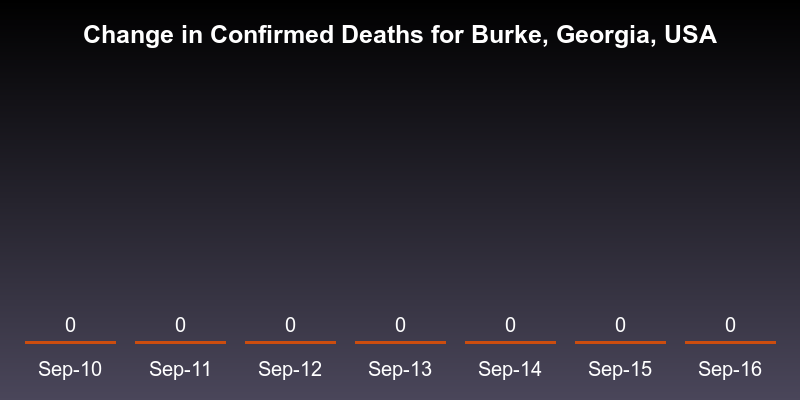 Change in Confirmed Deaths for Burke, Georgia, USA
0 0 0 0 0 0 0
Sep-10 Sep-11 Sep-12 Sep-13 Sep-14 Sep-15 Sep-16